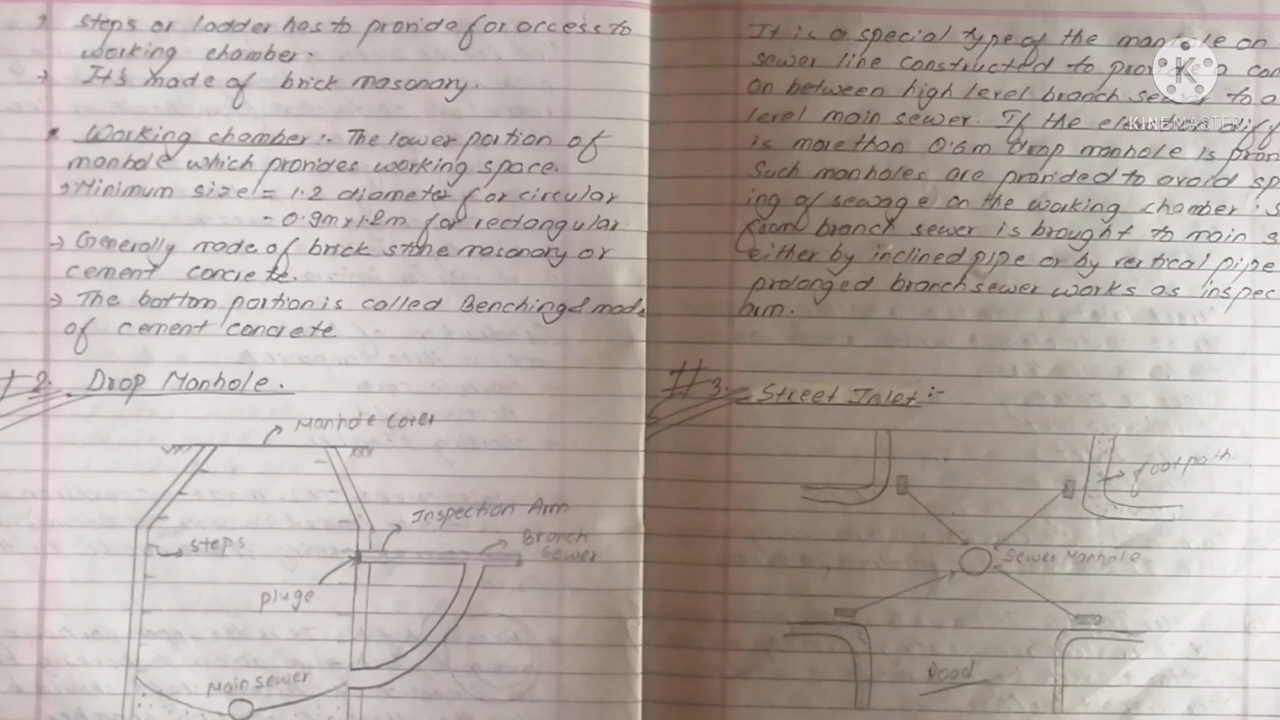 steps or ladder has to provide for access to
working chamber.
→ It's made of brick masonary.
* Working chamber :- The lower portion of
manhole which provides working space.
→ Minimum size = 1.2 diameter for circular
= 0.9m x 1.2m for rectangular
→ Generally made of brick stone masonary or
cement concrete.
→ The bottom portion is called Benching & made
of cement concrete
# 2. Drop Manhole.
Manhole Cover
Inspection Arm
Branch
Sewer
steps
pluge
Main sewer
It is a special type of the manhole on
sewer line constructed to provide a con
on between high level branch sewer to a
level main sewer. If the
is more than 0.6m drop manhole is prov
Such manholes are provided to avoid sp
ing of sewage on the working chamber. S
from branch sewer is brought to main s
either by inclined pipe or by vertical pipe
prolonged branch sewer works as inspec
arm.
# 3. Street Inlet :-
footpath
Sewer Manhole
Road
K
KINEMASTER